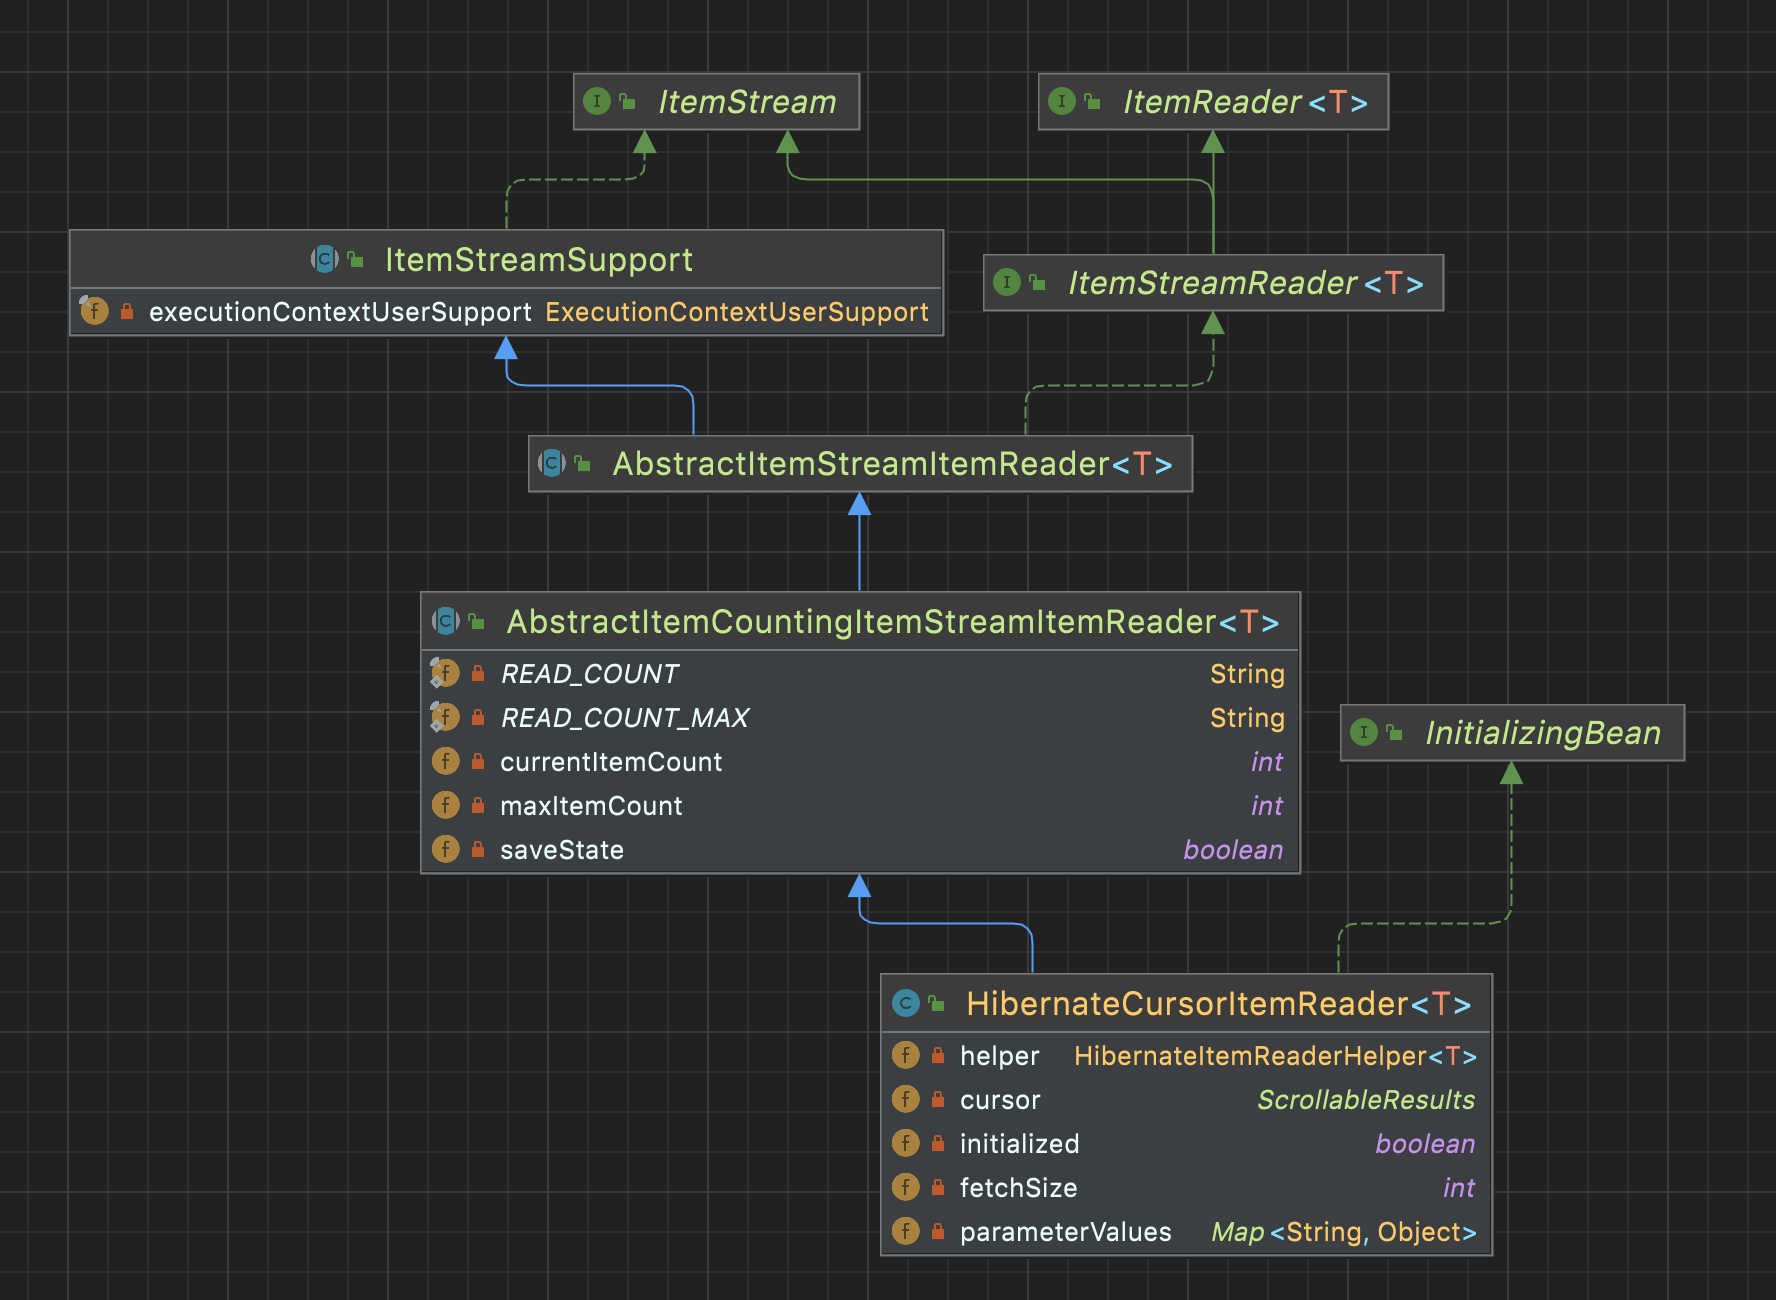 ItemStream
ItemReader<T>
ItemStreamSupport
executionContextUserSupport ExecutionContextUserSupport
ItemStreamReader<T>
AbstractItemStreamItemReader<T>
AbstractItemCountingItemStreamItemReader<T>
READ_COUNT String
READ_COUNT_MAX String
currentItemCount int
maxItemCount int
saveState boolean
InitializingBean
HibernateCursorItemReader<T>
helper HibernateItemReaderHelper<T>
cursor ScrollableResults
initialized boolean
fetchSize int
parameterValues Map<String, Object>